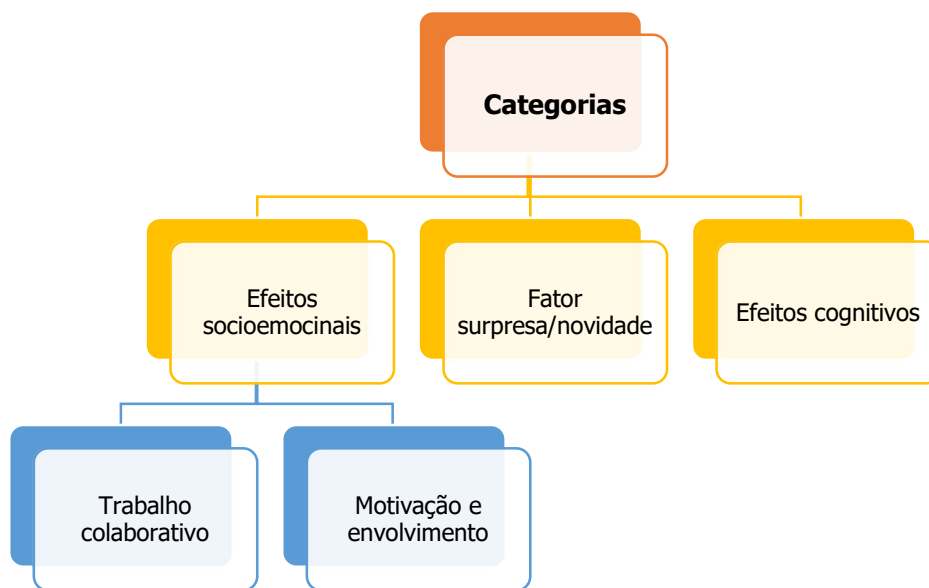 Categorias
Efeitos
socioemocinais
Fator
surpresa/novidade
Efeitos cognitivos
Trabalho
colaborativo
Motivação e
envolvimento